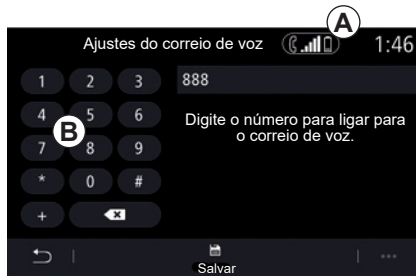 A
Ajustes do correio de voz 1:46
1 2 3 888
4 5 6 Digite o número para ligar para
B o correio de voz.
7 8 9
* 0 #
+
Salvar